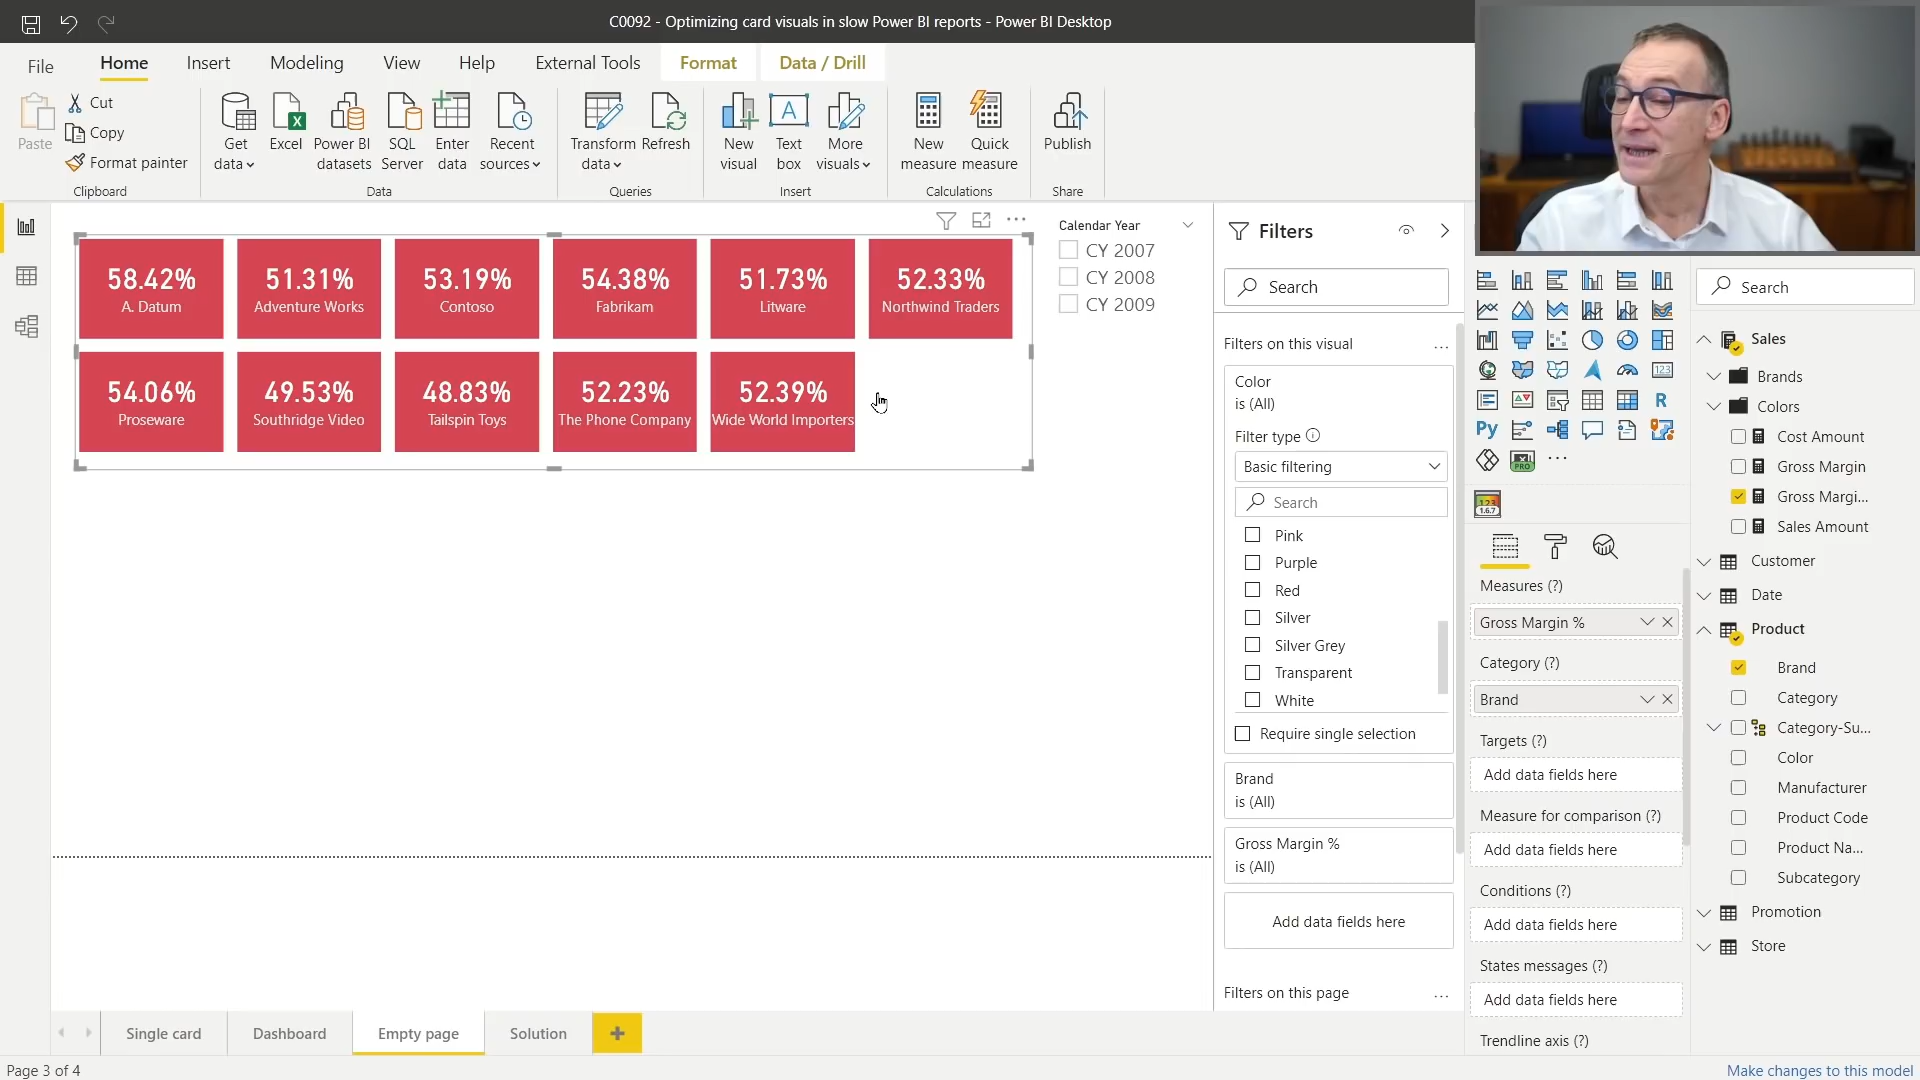 C0092 - Optimizing card visuals in slow Power BI reports - Power BI Desktop
File
Home
Insert
Modeling
View
Help
External Tools
Format
Data / Drill
Paste
Cut
Copy
Format painter
Clipboard
Get data
Excel
Power BI datasets
SQL Server
Enter data
Recent sources
Data
Transform data
Refresh
Queries
New visual
Text box
More visuals
Insert
New measure
Quick measure
Calculations
Publish
Share
58.42%
A. Datum
51.31%
Adventure Works
53.19%
Contoso
54.38%
Fabrikam
51.73%
Litware
52.33%
Northwind Traders
54.06%
Proseware
49.53%
Southridge Video
48.83%
Tailspin Toys
52.23%
The Phone Company
52.39%
Wide World Importers
Calendar Year
CY 2007
CY 2008
CY 2009
Filters
Search
Filters on this visual
Color
is (All)
Filter type
Basic filtering
Search
Pink
Purple
Red
Silver
Silver Grey
Transparent
White
Require single selection
Brand
is (All)
Gross Margin %
is (All)
Add data fields here
Filters on this page
Measures (?)
Gross Margin %
Category (?)
Brand
Targets (?)
Add data fields here
Measure for comparison (?)
Add data fields here
Conditions (?)
Add data fields here
States messages (?)
Add data fields here
Trendline axis (?)
Search
Sales
Brands
Colors
Cost Amount
Gross Margin
Gross Margi...
Sales Amount
Customer
Date
Product
Brand
Category
Category-Su...
Color
Manufacturer
Product Code
Product Na...
Subcategory
Promotion
Store
Single card
Dashboard
Empty page
Solution
Page 3 of 4
Make changes to this model